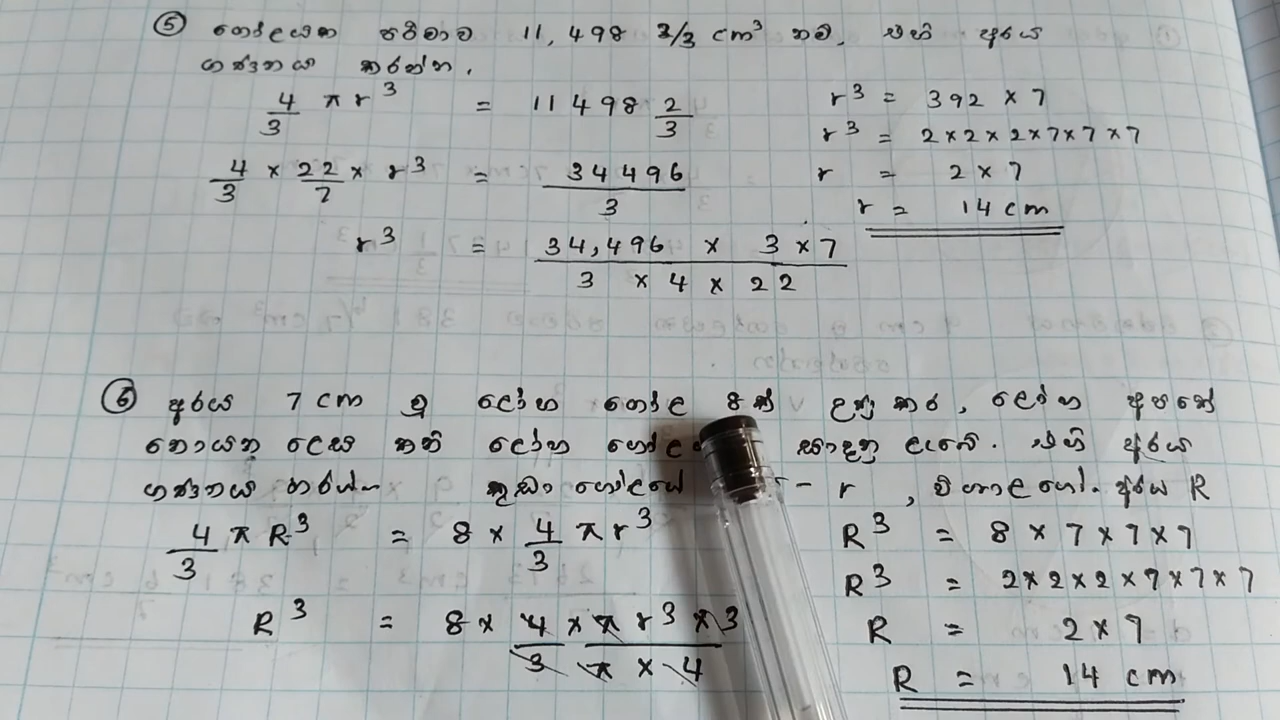 ⑤ ගෝලයක පරිමාව 11,498 2/3 cm³ නම්, එහි අරය
ගණනය කරන්න.
4/3 π r³ = 11498 2/3
4/3 × 22/7 × r³ = 34496/3
r³ = 34,496 × 3 × 7 / 3 × 4 × 22
r³ = 392 × 7
r³ = 2×2×2×7×7×7
r = 2 × 7
r = 14 cm
⑥ අරය 7 cm වූ ලෝහ ගෝල 8ක් උණු කර, ලෝහ අපතේ
නොයන ලෙස තනි ලෝහ සාදනු ලැබේ. එහි අරය
ගණනය කරන්න කුඩා ගෝලයේ - r , විශාල ගෝ. අරය R
4/3 π R³ = 8 × 4/3 π r³
R³ = 8 × 4/3 × π r³ × 3 / π × 4
R³ = 8 × 7 × 7 × 7
R³ = 2×2×2×7×7×7
R = 2 × 7
R = 14 cm